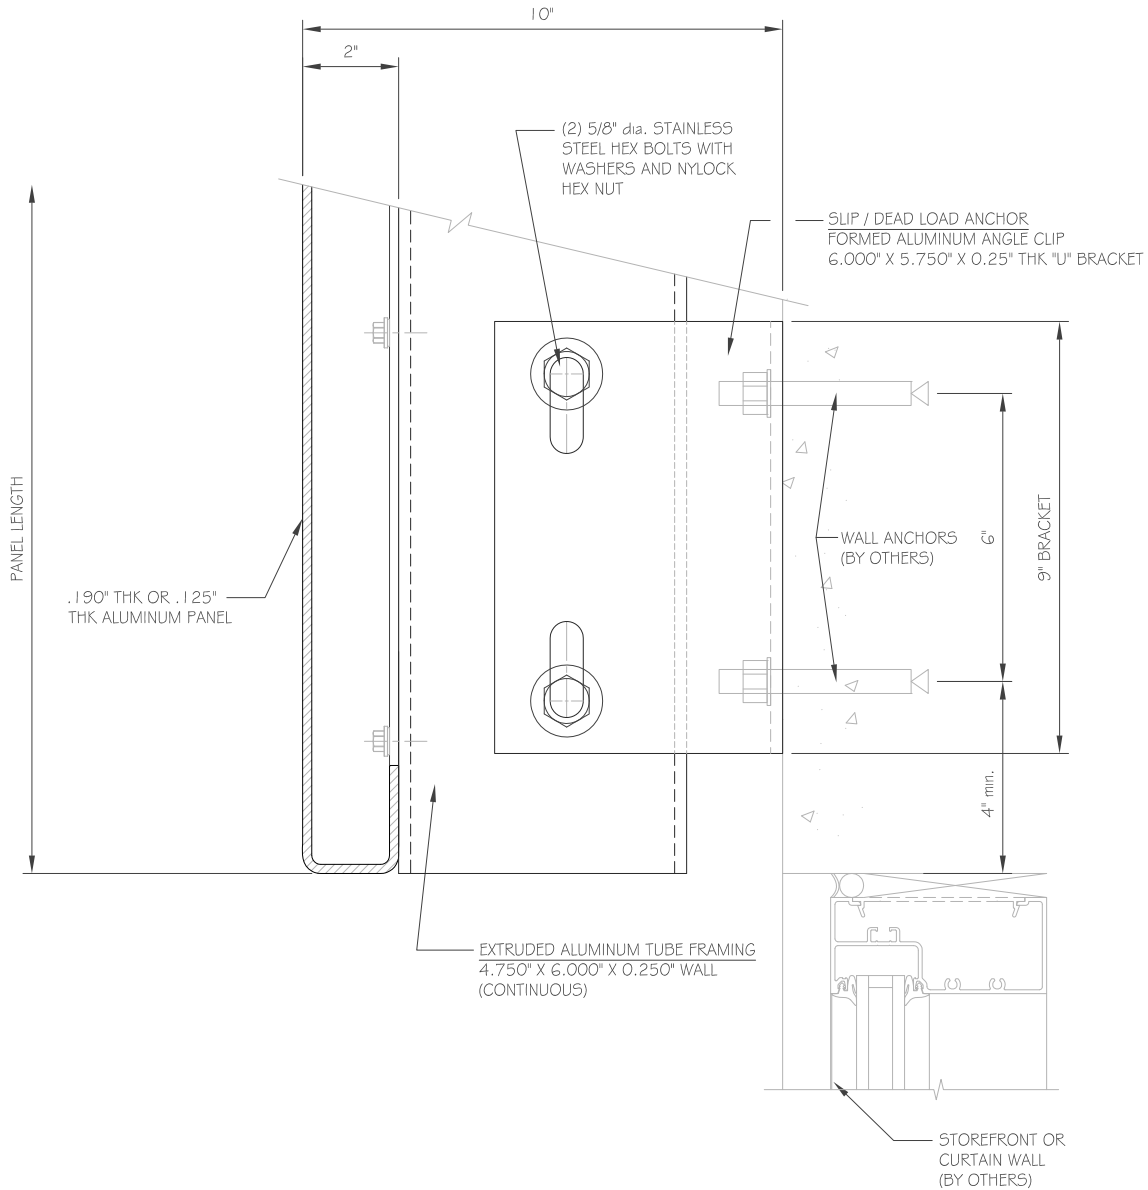 10"
2"
(2) 5/8" dia. STAINLESS
STEEL HEX BOLTS WITH
WASHERS AND NYLOCK
HEX NUT
SLIP / DEAD LOAD ANCHOR
FORMED ALUMINUM ANGLE CLIP
6.000" X 5.750" X 0.25" THK "U" BRACKET
PANEL LENGTH
6"
9" BRACKET
WALL ANCHORS
(BY OTHERS)
.190" THK OR .125"
THK ALUMINUM PANEL
4" min.
EXTRUDED ALUMINUM TUBE FRAMING
4.750" X 6.000" X 0.250" WALL
(CONTINUOUS)
STOREFRONT OR
CURTAIN WALL
(BY OTHERS)